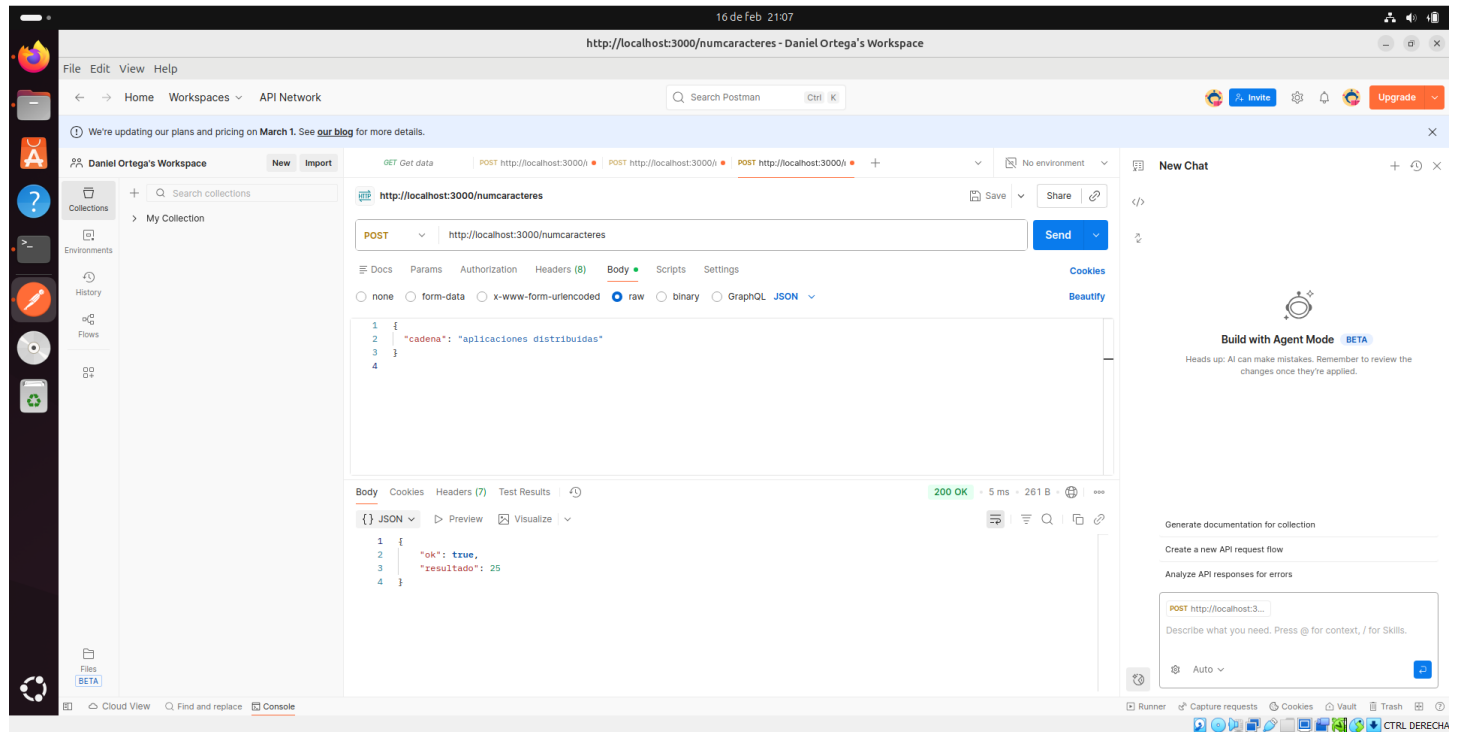 16 de feb 21:07
http://localhost:3000/numcaracteres - Daniel Ortega's Workspace
File Edit View Help
Home Workspaces API Network
Search Postman Ctrl K
Invite
Upgrade
We're updating our plans and pricing on March 1. See our blog for more details.
Daniel Ortega's Workspace New Import
GET Get data POST http://localhost:3000/ POST http://localhost:3000/ POST http://localhost:3000/
No environment
New Chat
Collections
Search collections
My Collection
http://localhost:3000/numcaracteres
Save Share
Environments
POST http://localhost:3000/numcaracteres Send
History
Docs Params Authorization Headers (8) Body Scripts Settings Cookies
none form-data x-www-form-urlencoded raw binary GraphQL JSON Beautify
Flows
1 {
2 "cadena": "aplicaciones distribuidas"
3 }
4
Build with Agent Mode BETA
Heads up: AI can make mistakes. Remember to review the
changes once they're applied.
Body Cookies Headers (7) Test Results 200 OK 5 ms 261 B
{} JSON Preview Visualize
1 {
2 "ok": true,
3 "resultado": 25
4 }
Generate documentation for collection
Create a new API request flow
Analyze API responses for errors
POST http://localhost:3...
Describe what you need. Press @ for context, / for Skills.
Auto
Files
BETA
Cloud View Find and replace Console
Runner Capture requests Cookies Vault Trash
CTRL DERECHA